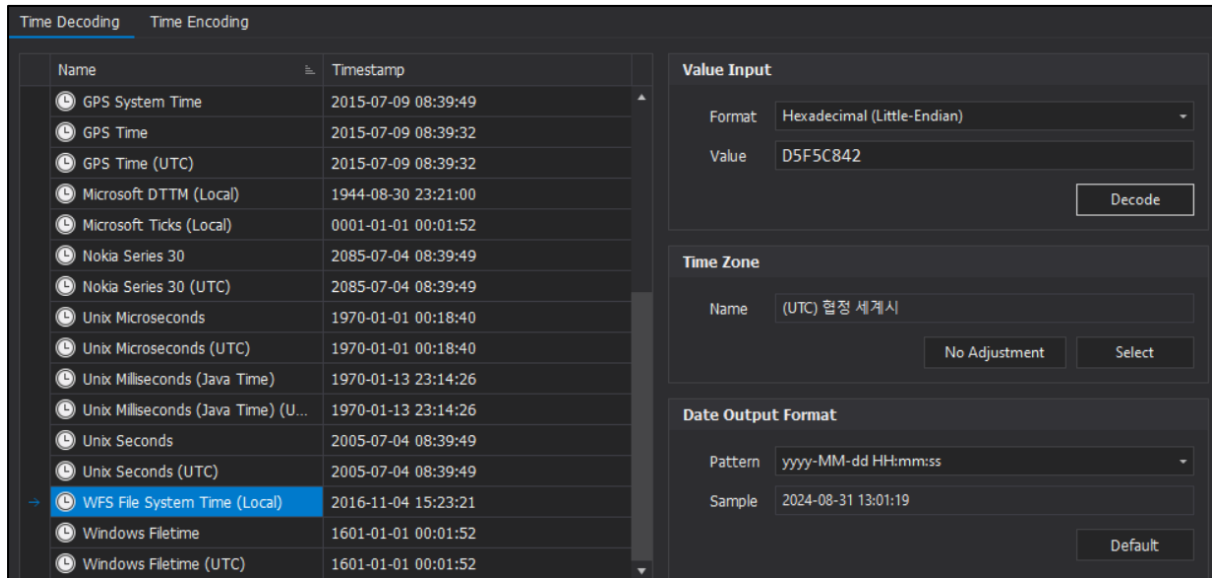 Time Decoding Time Encoding
Name Timestamp
GPS System Time 2015-07-09 08:39:49
GPS Time 2015-07-09 08:39:32
GPS Time (UTC) 2015-07-09 08:39:32
Microsoft DTTM (Local) 1944-08-30 23:21:00
Microsoft Ticks (Local) 0001-01-01 00:01:52
Nokia Series 30 2085-07-04 08:39:49
Nokia Series 30 (UTC) 2085-07-04 08:39:49
Unix Microseconds 1970-01-01 00:18:40
Unix Microseconds (UTC) 1970-01-01 00:18:40
Unix Milliseconds (Java Time) 1970-01-13 23:14:26
Unix Milliseconds (Java Time) (U... 1970-01-13 23:14:26
Unix Seconds 2005-07-04 08:39:49
Unix Seconds (UTC) 2005-07-04 08:39:49
WFS File System Time (Local) 2016-11-04 15:23:21
Windows Filetime 1601-01-01 00:01:52
Windows Filetime (UTC) 1601-01-01 00:01:52
Value Input
Format Hexadecimal (Little-Endian)
Value D5F5C842
Decode
Time Zone
Name (UTC) 협정 세계시
No Adjustment Select
Date Output Format
Pattern yyyy-MM-dd HH:mm:ss
Sample 2024-08-31 13:01:19
Default